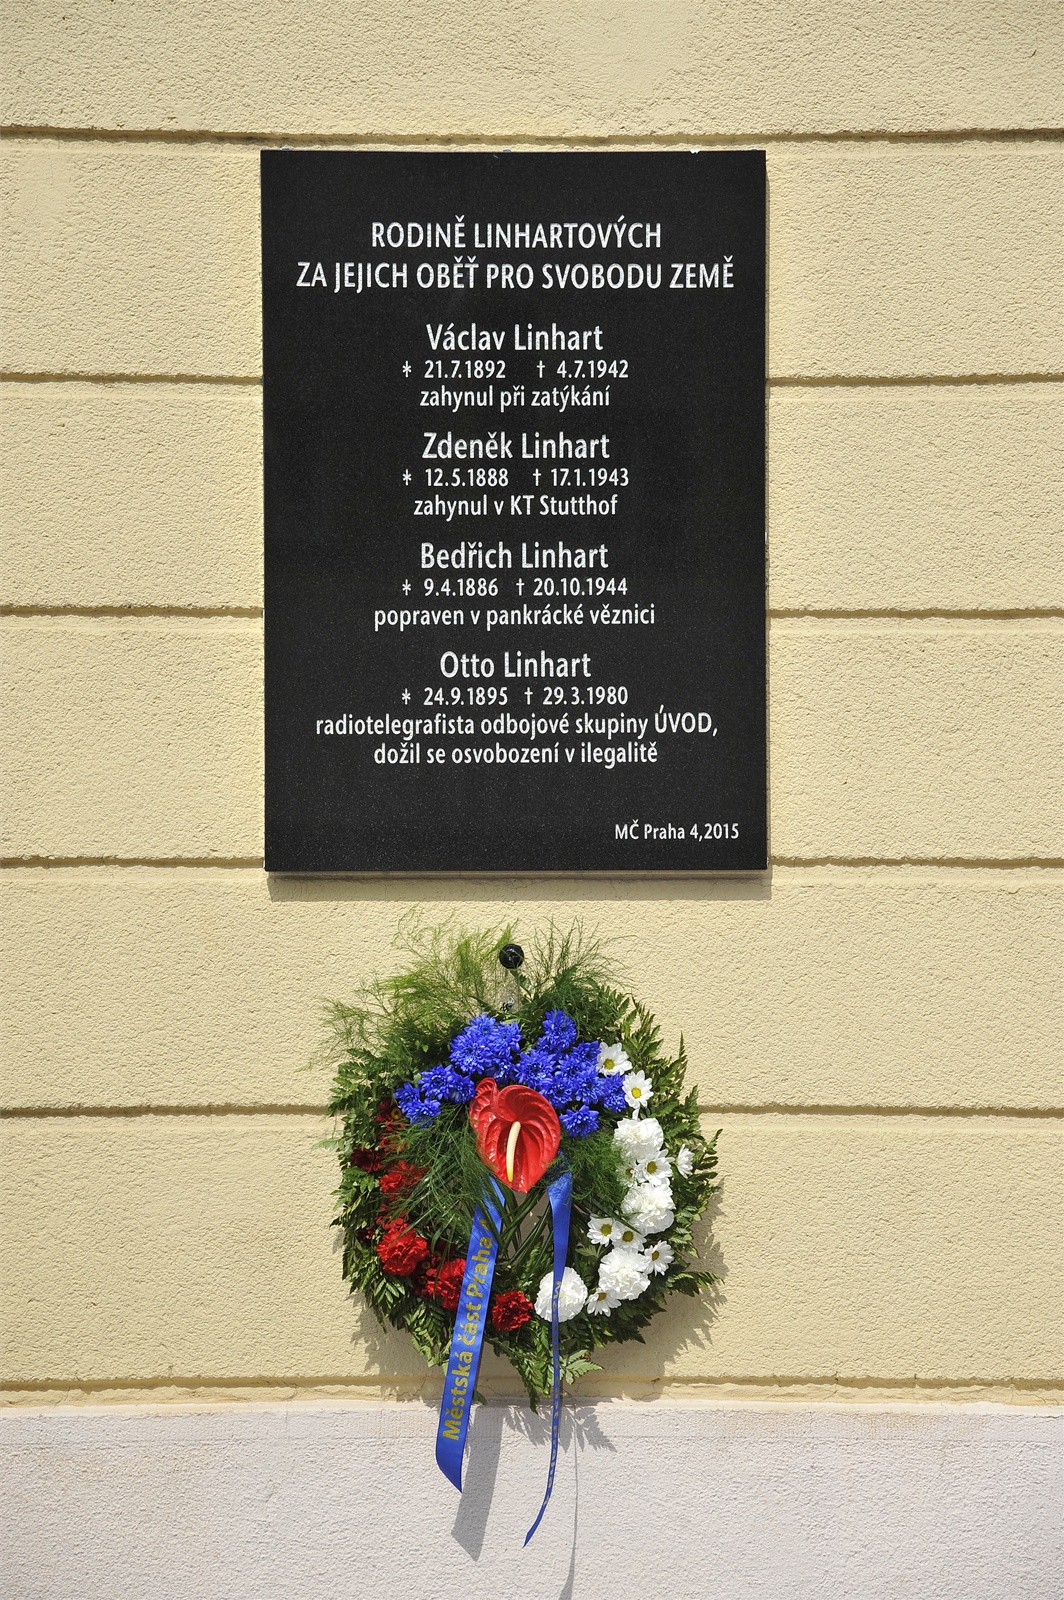 RODINĚ LINHARTOVÝCH
ZA JEJICH OBĚŤ PRO SVOBODU ZEMĚ
Václav Linhart
* 21.7.1892 † 4.7.1942
zahynul při zatýkání
Zdeněk Linhart
* 12.5.1888 † 17.1.1943
zahynul v KT Stutthof
Bedřich Linhart
* 9.4.1886 † 20.10.1944
popraven v pankrácké věznici
Otto Linhart
* 24.9.1895 † 29.3.1980
radiotelegrafista odbojové skupiny ÚVOD,
dožil se osvobození v ilegalitě
MČ Praha 4,2015
Městská část Praha 4